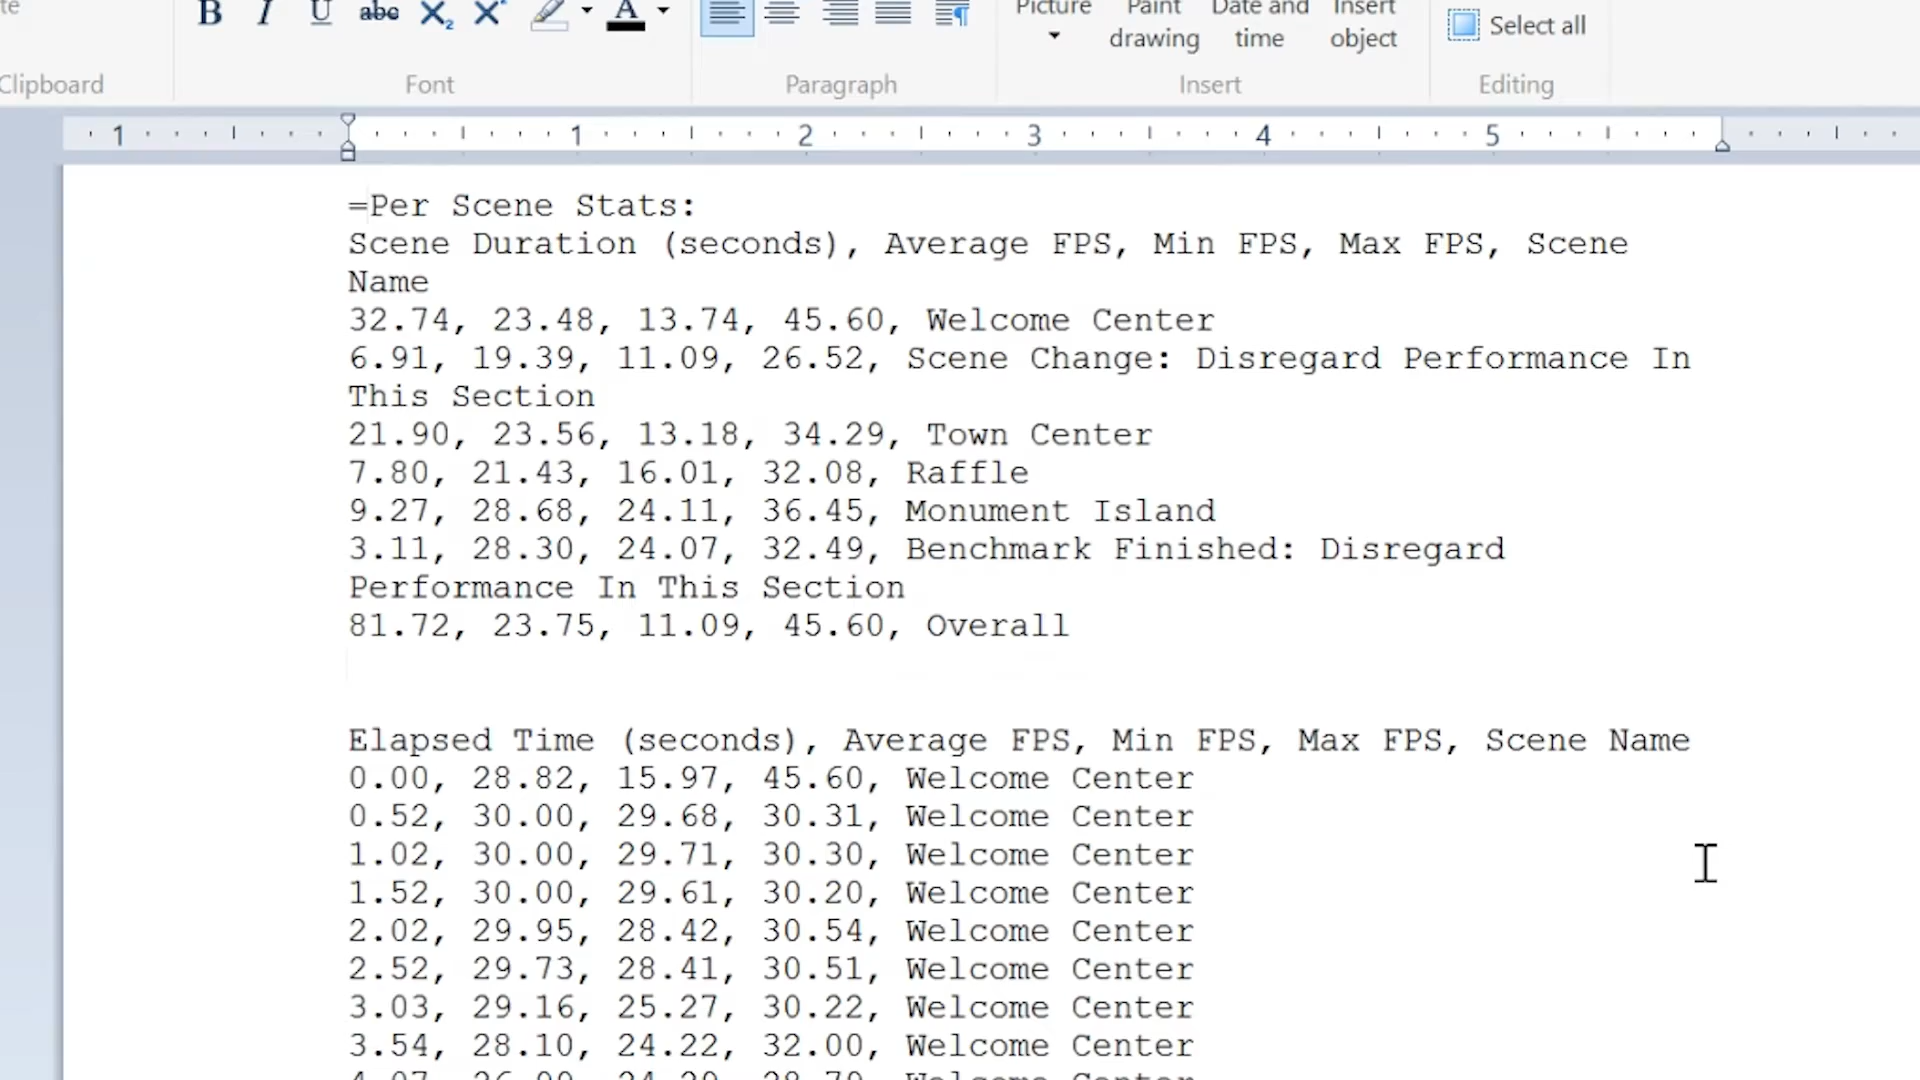 te
B I U abc X₂ X A
Picture Paint Date and Insert
drawing time object
Select all
Clipboard Font Paragraph Insert Editing
1 1 2 3 4 5
=Per Scene Stats:
Scene Duration (seconds), Average FPS, Min FPS, Max FPS, Scene
Name
32.74, 23.48, 13.74, 45.60, Welcome Center
6.91, 19.39, 11.09, 26.52, Scene Change: Disregard Performance In
This Section
21.90, 23.56, 13.18, 34.29, Town Center
7.80, 21.43, 16.01, 32.08, Raffle
9.27, 28.68, 24.11, 36.45, Monument Island
3.11, 28.30, 24.07, 32.49, Benchmark Finished: Disregard
Performance In This Section
81.72, 23.75, 11.09, 45.60, Overall
Elapsed Time (seconds), Average FPS, Min FPS, Max FPS, Scene Name
0.00, 28.82, 15.97, 45.60, Welcome Center
0.52, 30.00, 29.68, 30.31, Welcome Center
1.02, 30.00, 29.71, 30.30, Welcome Center
1.52, 30.00, 29.61, 30.20, Welcome Center
2.02, 29.95, 28.42, 30.54, Welcome Center
2.52, 29.73, 28.41, 30.51, Welcome Center
3.03, 29.16, 25.27, 30.22, Welcome Center
3.54, 28.10, 24.22, 32.00, Welcome Center